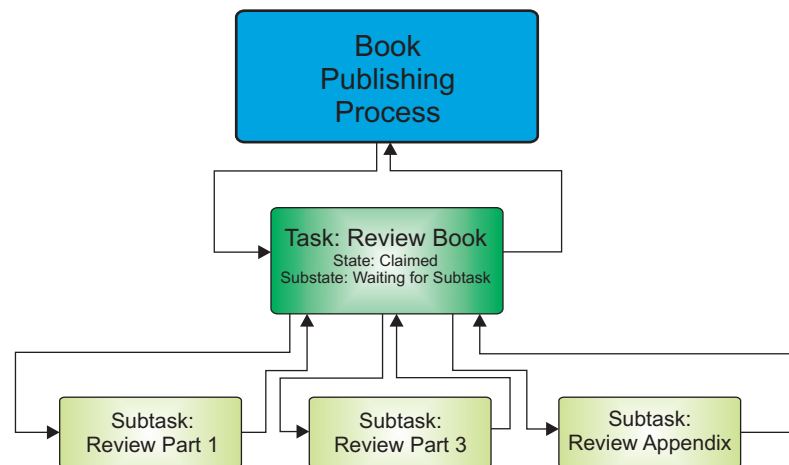 Book
Publishing
Process
Task: Review Book
State: Claimed
Substate: Waiting for Subtask
Subtask:
Review Part 1
Subtask:
Review Part 3
Subtask:
Review Appendix